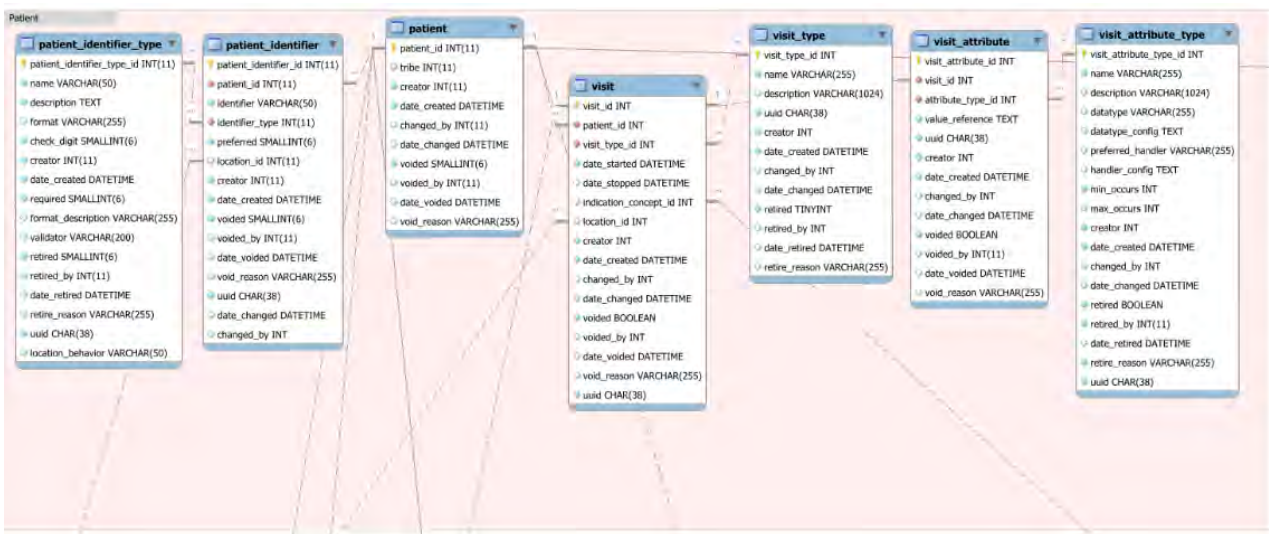 Patient
patient_identifier_type
patient_identifier_type_id INT(11)
name VARCHAR(50)
description TEXT
format VARCHAR(255)
check_digit SMALLINT(6)
creator INT(11)
date_created DATETIME
required SMALLINT(6)
format_description VARCHAR(255)
validator VARCHAR(200)
retired SMALLINT(6)
retired_by INT(11)
date_retired DATETIME
retire_reason VARCHAR(255)
uuid CHAR(38)
location_behavior VARCHAR(50)
patient_identifier
patient_identifier_id INT(11)
patient_id INT(11)
identifier VARCHAR(50)
identifier_type INT(11)
preferred SMALLINT(6)
location_id INT(11)
creator INT(11)
date_created DATETIME
voided SMALLINT(6)
voided_by INT(11)
date_voided DATETIME
void_reason VARCHAR(255)
uuid CHAR(38)
date_changed DATETIME
changed_by INT
patient
patient_id INT(11)
tribe INT(11)
creator INT(11)
date_created DATETIME
changed_by INT(11)
date_changed DATETIME
voided SMALLINT(6)
voided_by INT(11)
date_voided DATETIME
void_reason VARCHAR(255)
visit
visit_id INT
patient_id INT
visit_type_id INT
date_started DATETIME
date_stopped DATETIME
indication_concept_id INT
location_id INT
creator INT
date_created DATETIME
changed_by INT
date_changed DATETIME
voided BOOLEAN
voided_by INT
date_voided DATETIME
void_reason VARCHAR(255)
uuid CHAR(38)
visit_type
visit_type_id INT
name VARCHAR(255)
description VARCHAR(1024)
uuid CHAR(38)
creator INT
date_created DATETIME
changed_by INT
date_changed DATETIME
retired TINYINT
retired_by INT
date_retired DATETIME
retire_reason VARCHAR(255)
visit_attribute
visit_attribute_id INT
visit_id INT
attribute_type_id INT
value_reference TEXT
uuid CHAR(38)
creator INT
date_created DATETIME
changed_by INT
date_changed DATETIME
voided BOOLEAN
voided_by INT(11)
date_voided DATETIME
void_reason VARCHAR(255)
visit_attribute_type
visit_attribute_type_id INT
name VARCHAR(255)
description VARCHAR(1024)
datatype VARCHAR(255)
datatype_config TEXT
preferred_handler VARCHAR(255)
handler_config TEXT
min_occurs INT
max_occurs INT
creator INT
date_created DATETIME
changed_by INT
date_changed DATETIME
retired BOOLEAN
retired_by INT(11)
date_retired DATETIME
retire_reason VARCHAR(255)
uuid CHAR(38)